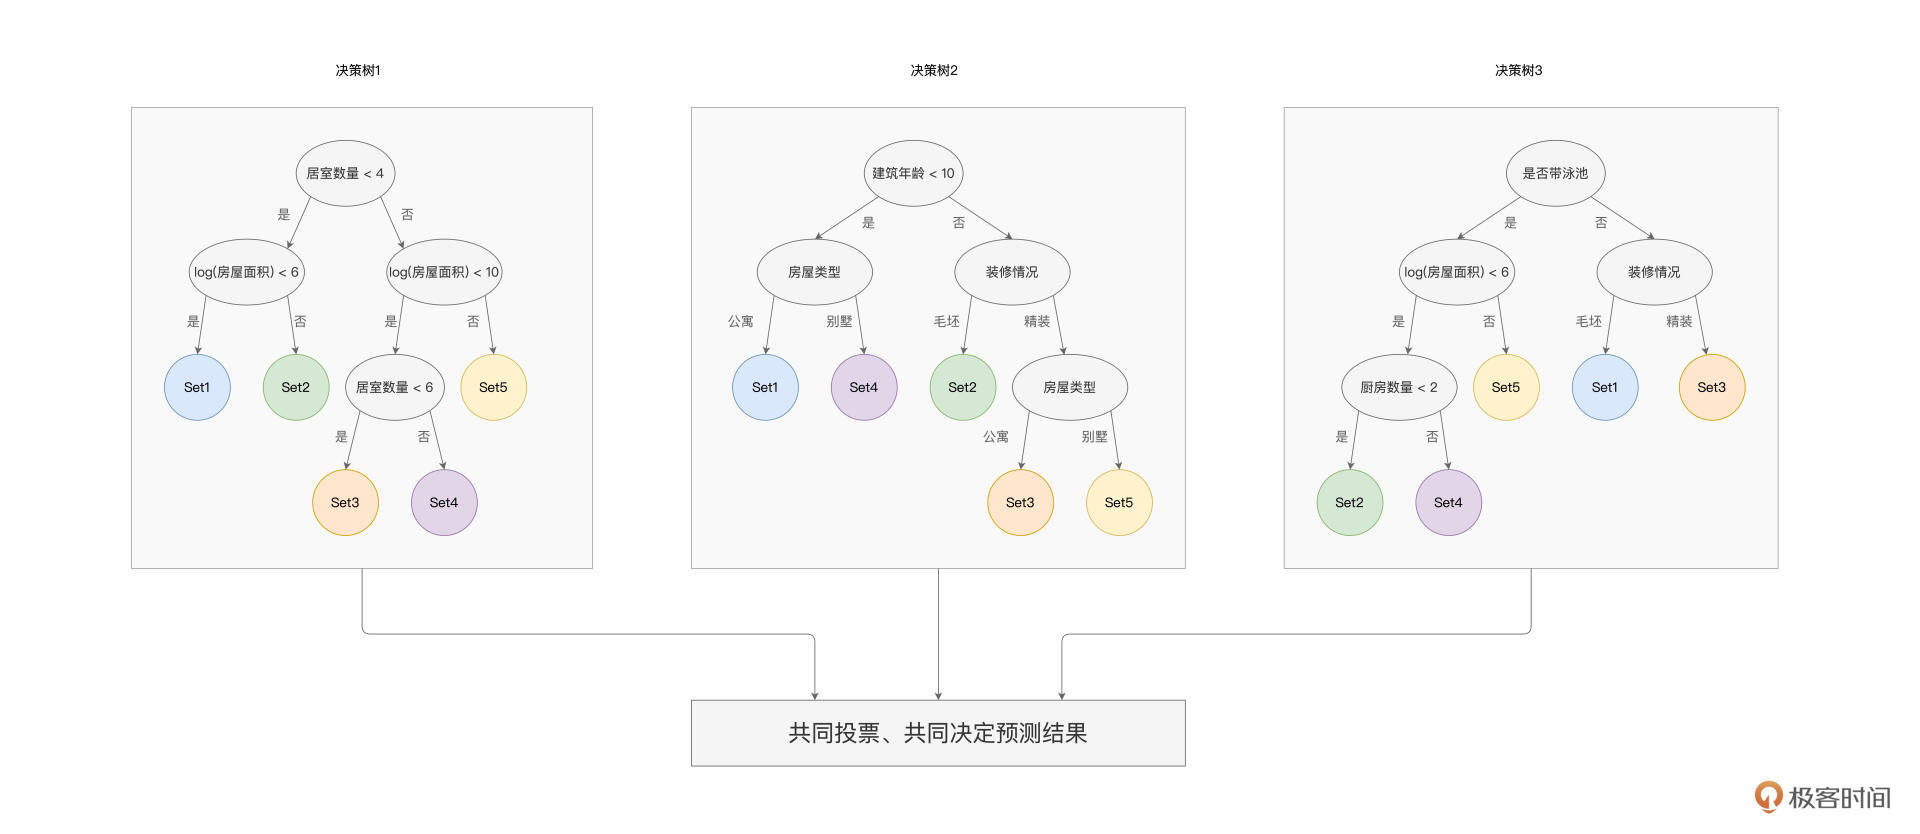 决策树1
居室数量 < 4
是
否
log(房屋面积) < 6
log(房屋面积) < 10
是
否
是
否
Set1
Set2
居室数量 < 6
Set5
是
否
Set3
Set4
决策树2
建筑年龄 < 10
是
否
房屋类型
装修情况
公寓
别墅
毛坯
精装
Set1
Set4
Set2
房屋类型
公寓
别墅
Set3
Set5
决策树3
是否带泳池
是
否
log(房屋面积) < 6
装修情况
是
否
毛坯
精装
厨房数量 < 2
Set5
Set1
Set3
是
否
Set2
Set4
共同投票、共同决定预测结果
极客时间